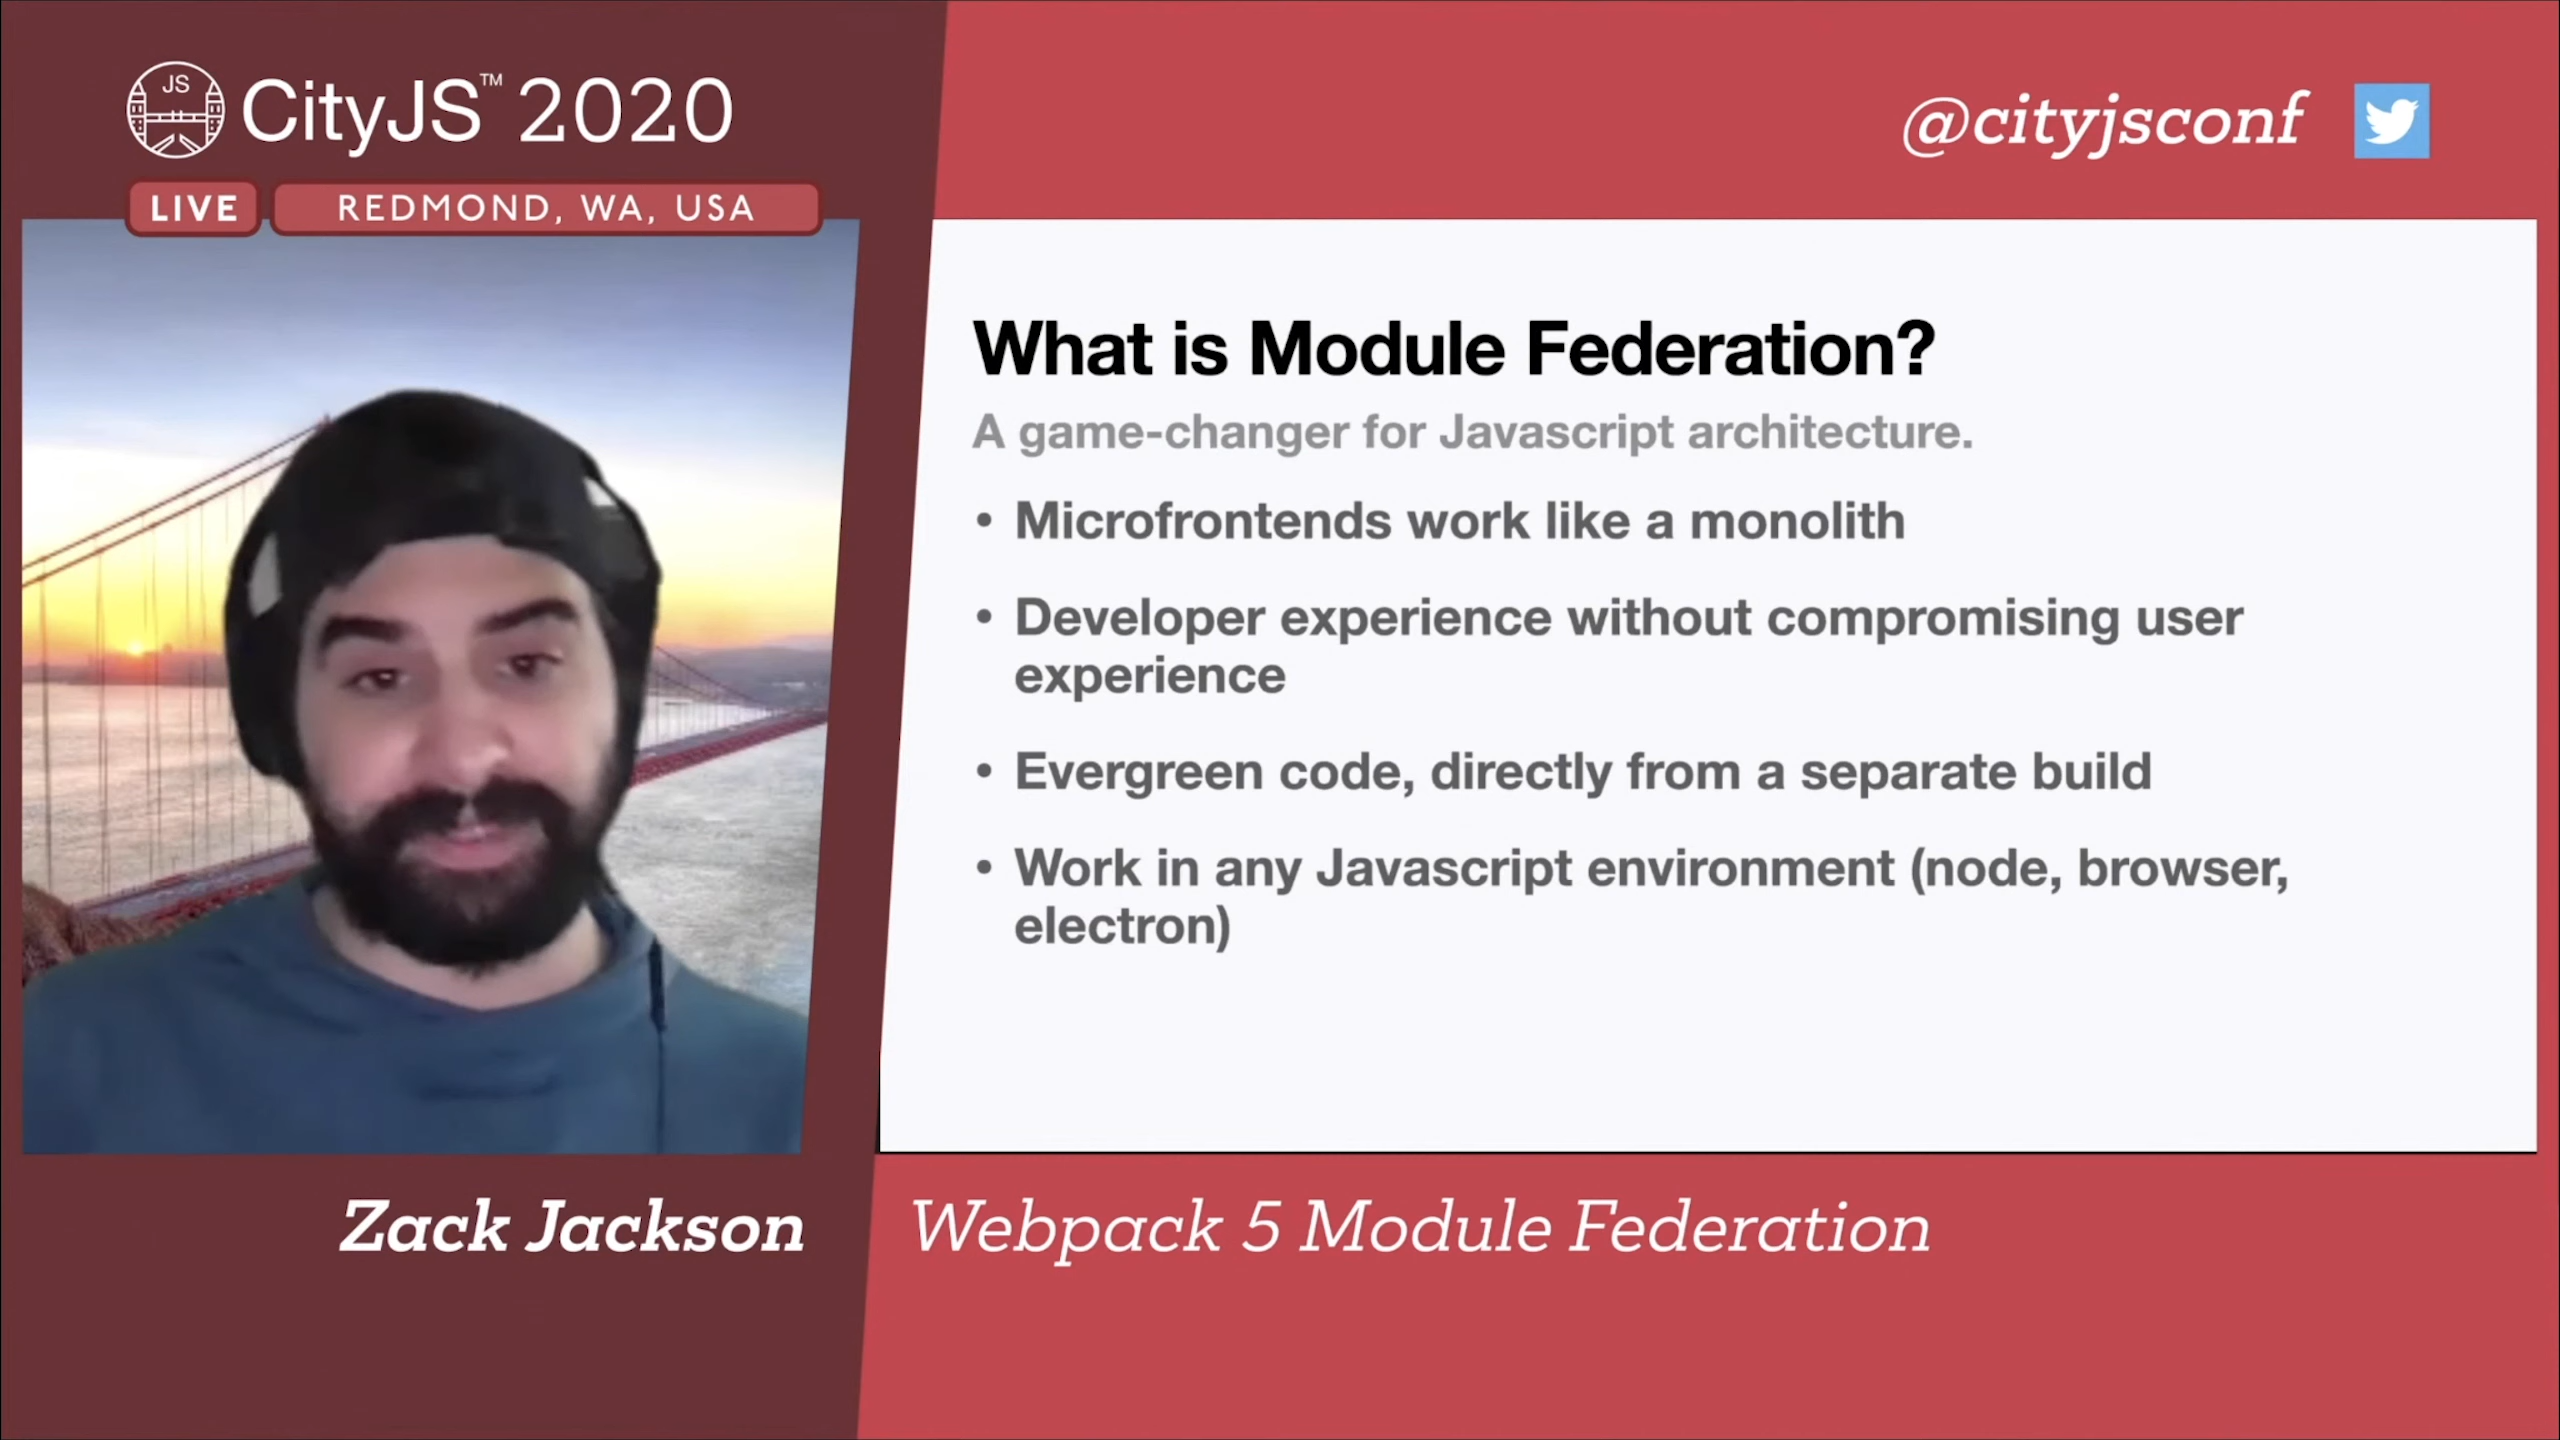 JS
CityJS™ 2020
@cityjsconf
LIVE
REDMOND, WA, USA
What is Module Federation?
A game-changer for Javascript architecture.
• Microfrontends work like a monolith
• Developer experience without compromising user
experience
• Evergreen code, directly from a separate build
• Work in any Javascript environment (node, browser,
electron)
Zack Jackson
Webpack 5 Module Federation